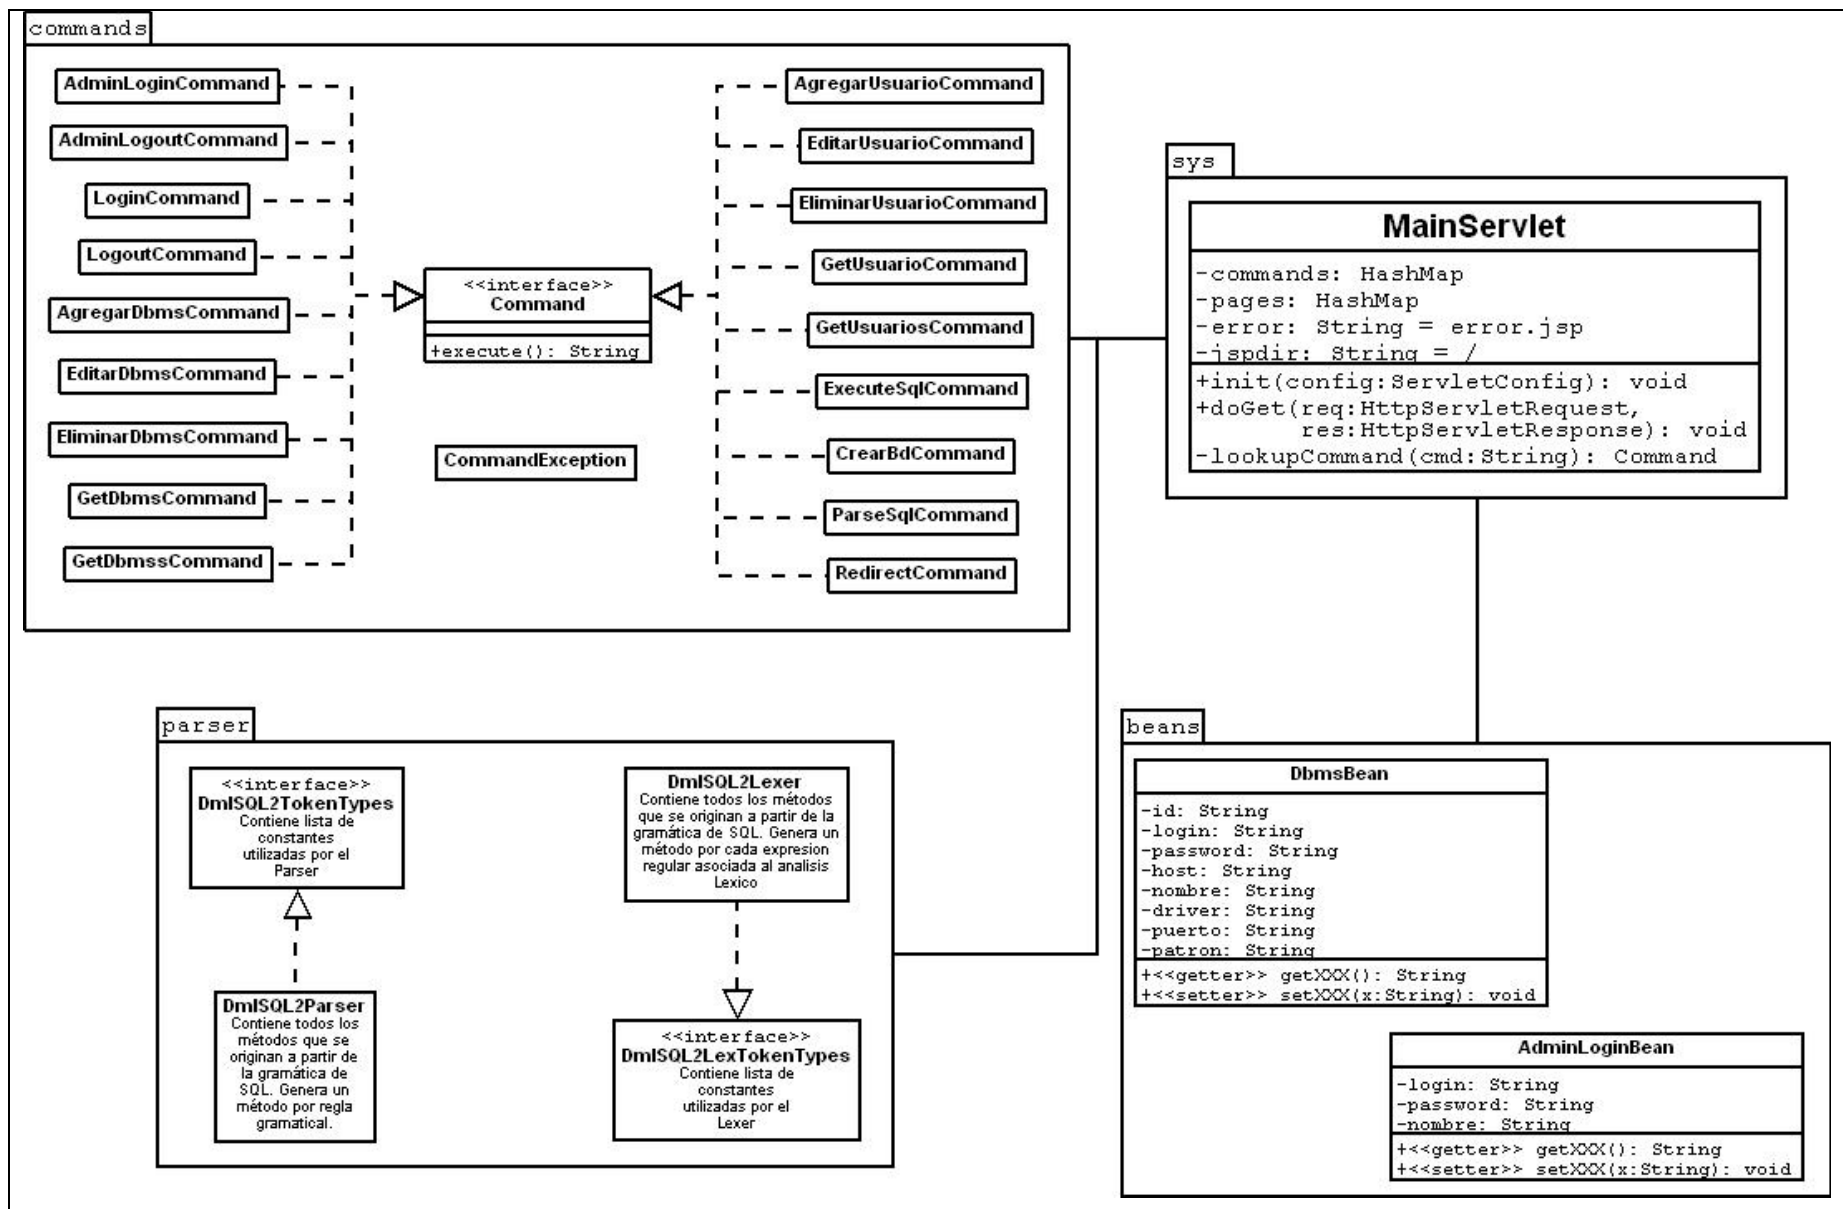 commands
AdminLoginCommand
AdminLogoutCommand
LoginCommand
LogoutCommand
AgregarDbmsCommand
EditarDbmsCommand
EliminarDbmsCommand
GetDbmsCommand
GetDbmssCommand
<<interface>>
Command
+execute(): String
CommandException
AgregarUsuarioCommand
EditarUsuarioCommand
EliminarUsuarioCommand
GetUsuarioCommand
GetUsuariosCommand
ExecuteSqlCommand
CrearBdCommand
ParseSqlCommand
RedirectCommand
sys
MainServlet
-commands: HashMap
-pages: HashMap
-error: String = error.jsp
-jspdir: String = /
+init(config:ServletConfig): void
+doGet(req:HttpServletRequest,
res:HttpServletResponse): void
-lookupCommand(cmd:String): Command
parser
<<interface>>
DmlSQL2TokenTypes
Contiene lista de
constantes
utilizadas por el
Parser
DmlSQL2Parser
Contiene todos los
métodos que se
originan a partir de
la gramática de
SQL. Genera un
método por regla
gramatical.
DmlSQL2Lexer
Contiene todos los métodos
que se originan a partir de la
gramática de SQL. Genera un
método por cada expresion
regular asociada al analisis
Lexico
<<interface>>
DmlSQL2LexTokenTypes
Contiene lista de
constantes
utilizadas por el
Lexer
beans
DbmsBean
-id: String
-login: String
-password: String
-host: String
-nombre: String
-driver: String
-puerto: String
-patron: String
+<<getter>> getXXX(): String
+<<setter>> setXXX(x:String): void
AdminLoginBean
-login: String
-password: String
-nombre: String
+<<getter>> getXXX(): String
+<<setter>> setXXX(x:String): void